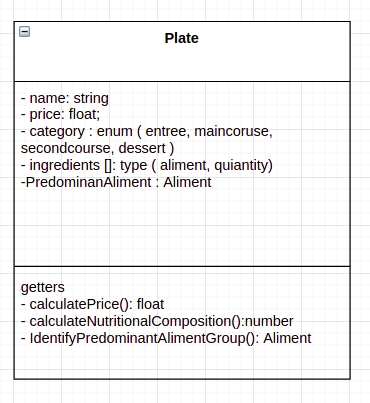 Plate
- name: string
- price: float;
- category : enum ( entree, maincoruse,
secondcourse, dessert )
- ingredients []: type ( aliment, quiantity)
-PredominanAliment : Aliment
getters
- calculatePrice(): float
- calculateNutritionalComposition():number
- IdentifyPredominantAlimentGroup(): Aliment